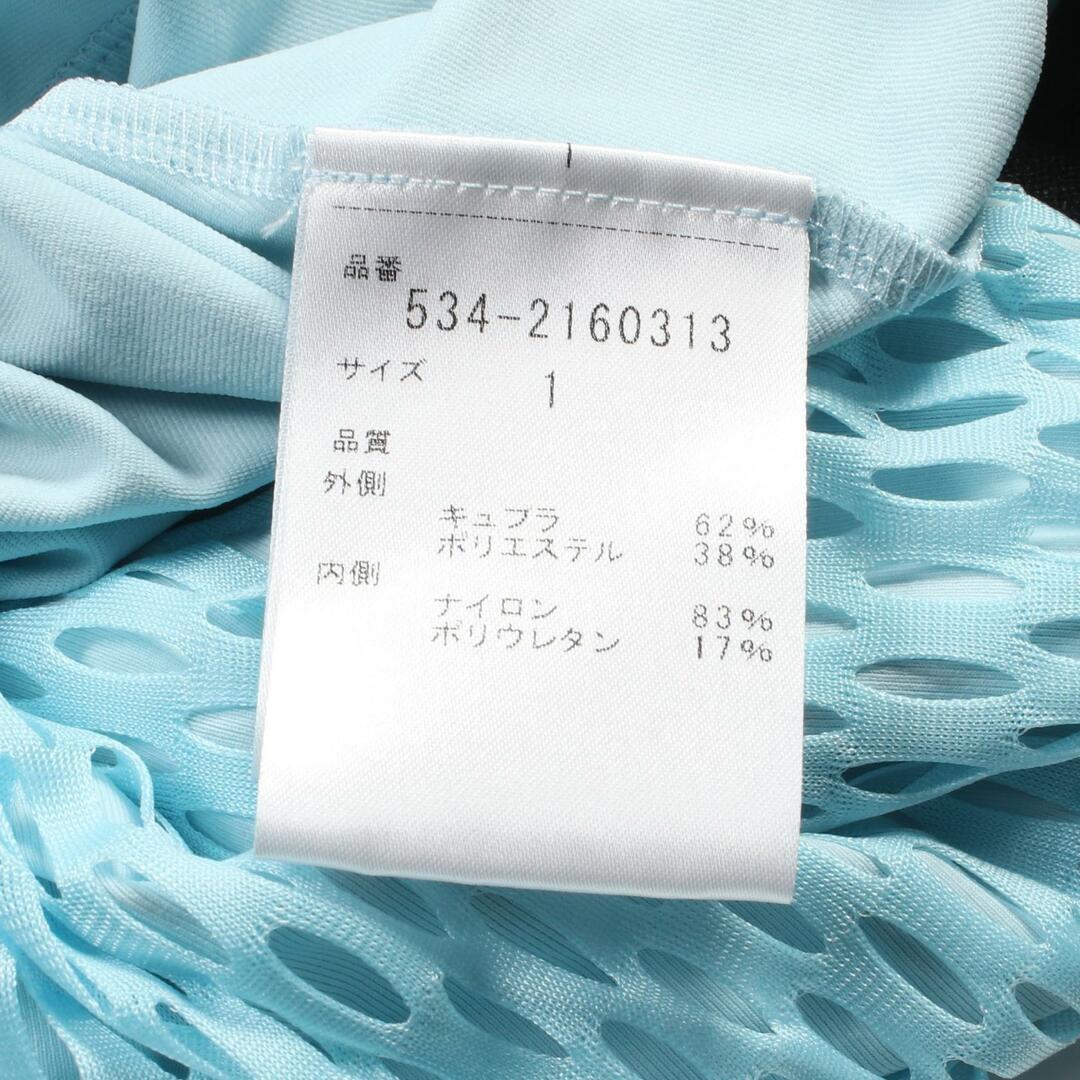 品番
534-2160313
サイズ
1
品質
外側
キュプラ 62%
ポリエステル 38%
内側
ナイロン 83%
ポリウレタン 17%